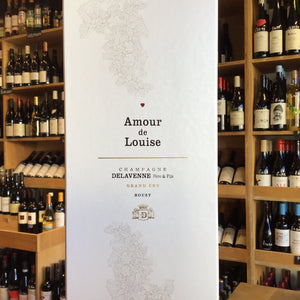 Amour
de
Louise
CHAMPAGNE
DELAVENNE Père & Fils
GRAND CRU
BOUZY
D